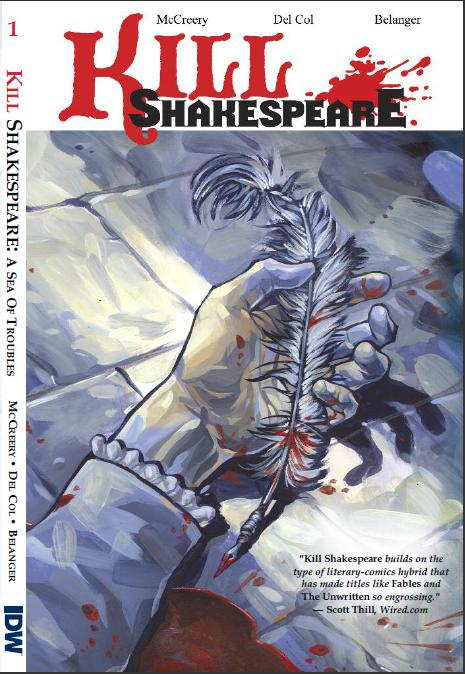 1
KILL SHAKESPEARE: A SEA OF TROUBLES
MCCREERY • DEL COL • BELANGER
IDW
McCreery Del Col Belanger
KILL
SHAKESPEARE
"Kill Shakespeare builds on the
type of literary-comics hybrid that
has made titles like Fables and
The Unwritten so engrossing."
— Scott Thill, Wired.com